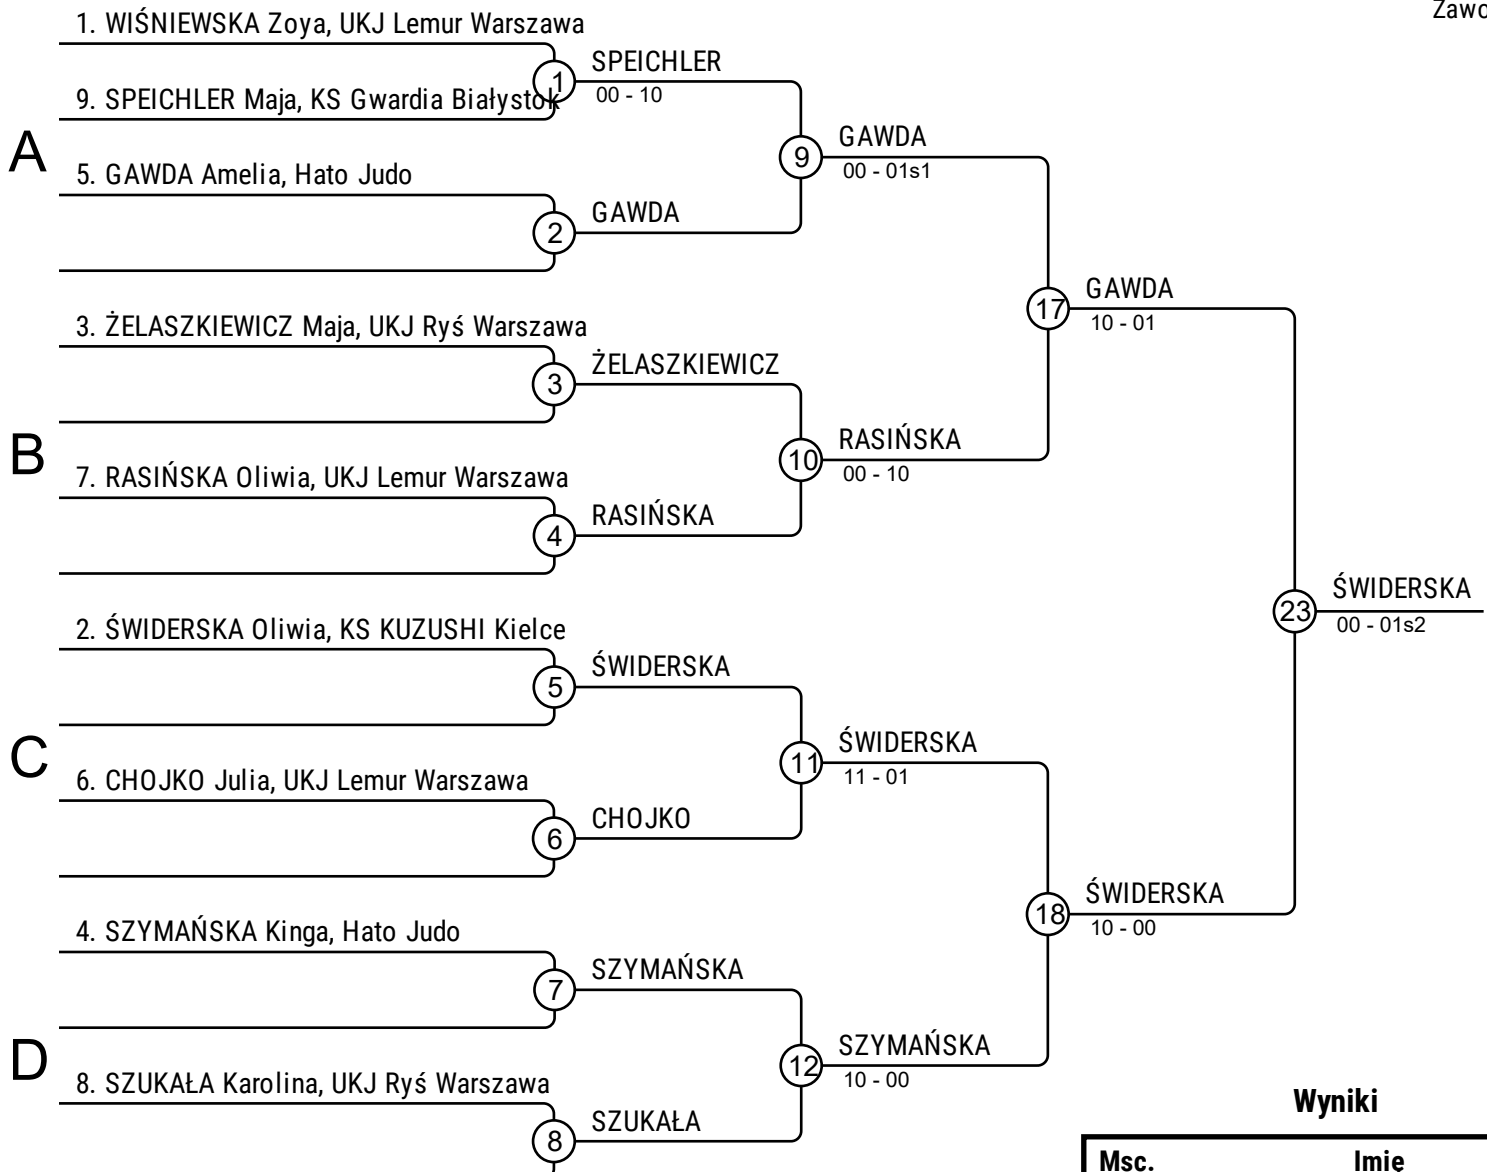 Zawo
1. WIŚNIEWSKA Zoya, UKJ Lemur Warszawa
1
SPEICHLER
00 - 10
9. SPEICHLER Maja, KS Gwardia Białystok
A
9
GAWDA
00 - 01s1
5. GAWDA Amelia, Hato Judo
2
GAWDA
17
GAWDA
10 - 01
3. ŻELASZKIEWICZ Maja, UKJ Ryś Warszawa
3
ŻELASZKIEWICZ
B
10
RASIŃSKA
00 - 10
7. RASIŃSKA Oliwia, UKJ Lemur Warszawa
4
RASIŃSKA
23
ŚWIDERSKA
00 - 01s2
2. ŚWIDERSKA Oliwia, KS KUZUSHI Kielce
5
ŚWIDERSKA
C
11
ŚWIDERSKA
11 - 01
6. CHOJKO Julia, UKJ Lemur Warszawa
6
CHOJKO
18
ŚWIDERSKA
10 - 00
4. SZYMAŃSKA Kinga, Hato Judo
7
SZYMAŃSKA
D
12
SZYMAŃSKA
10 - 00
8. SZUKAŁA Karolina, UKJ Ryś Warszawa
8
SZUKAŁA
Wyniki
Msc. Imię